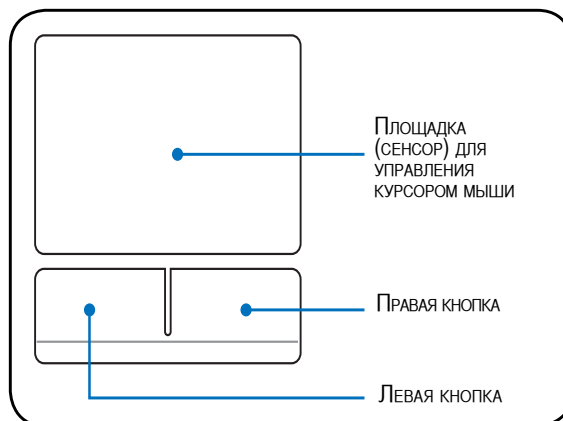 Площадка
(сенсор) для
управления
курсором мыши
Правая кнопка
Левая кнопка